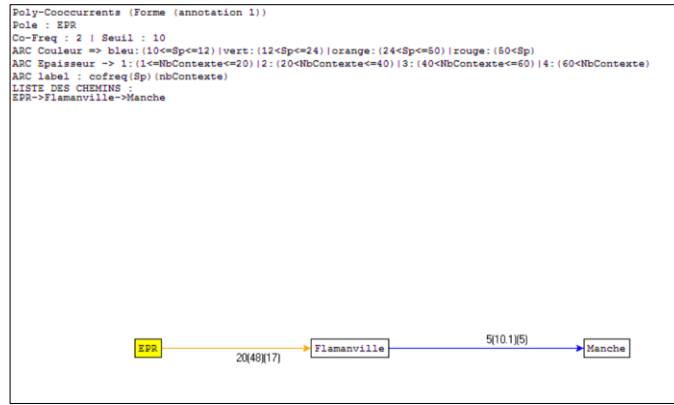 Poly-Cooccurrents (Forme (annotation 1))
Pole : EPR
Co-Freq : 2 | Seuil : 10
ARC Couleur => bleu:(10<=Sp<=12)|vert:(12<Sp<=24)|orange:(24<Sp<=50)|rouge:(50<Sp)
ARC Epaisseur -> 1:(1<=NbContexte<=20)|2:(20<NbContexte<=40)|3:(40<NbContexte<=60)|4:(60<NbContexte)
ARC label : cofreq(Sp)(nbContexte)
LISTE DES CHEMINS :
EPR->Flamanville->Manche
EPR 20(48)(17) Flamanville 5(10.1)(5) Manche